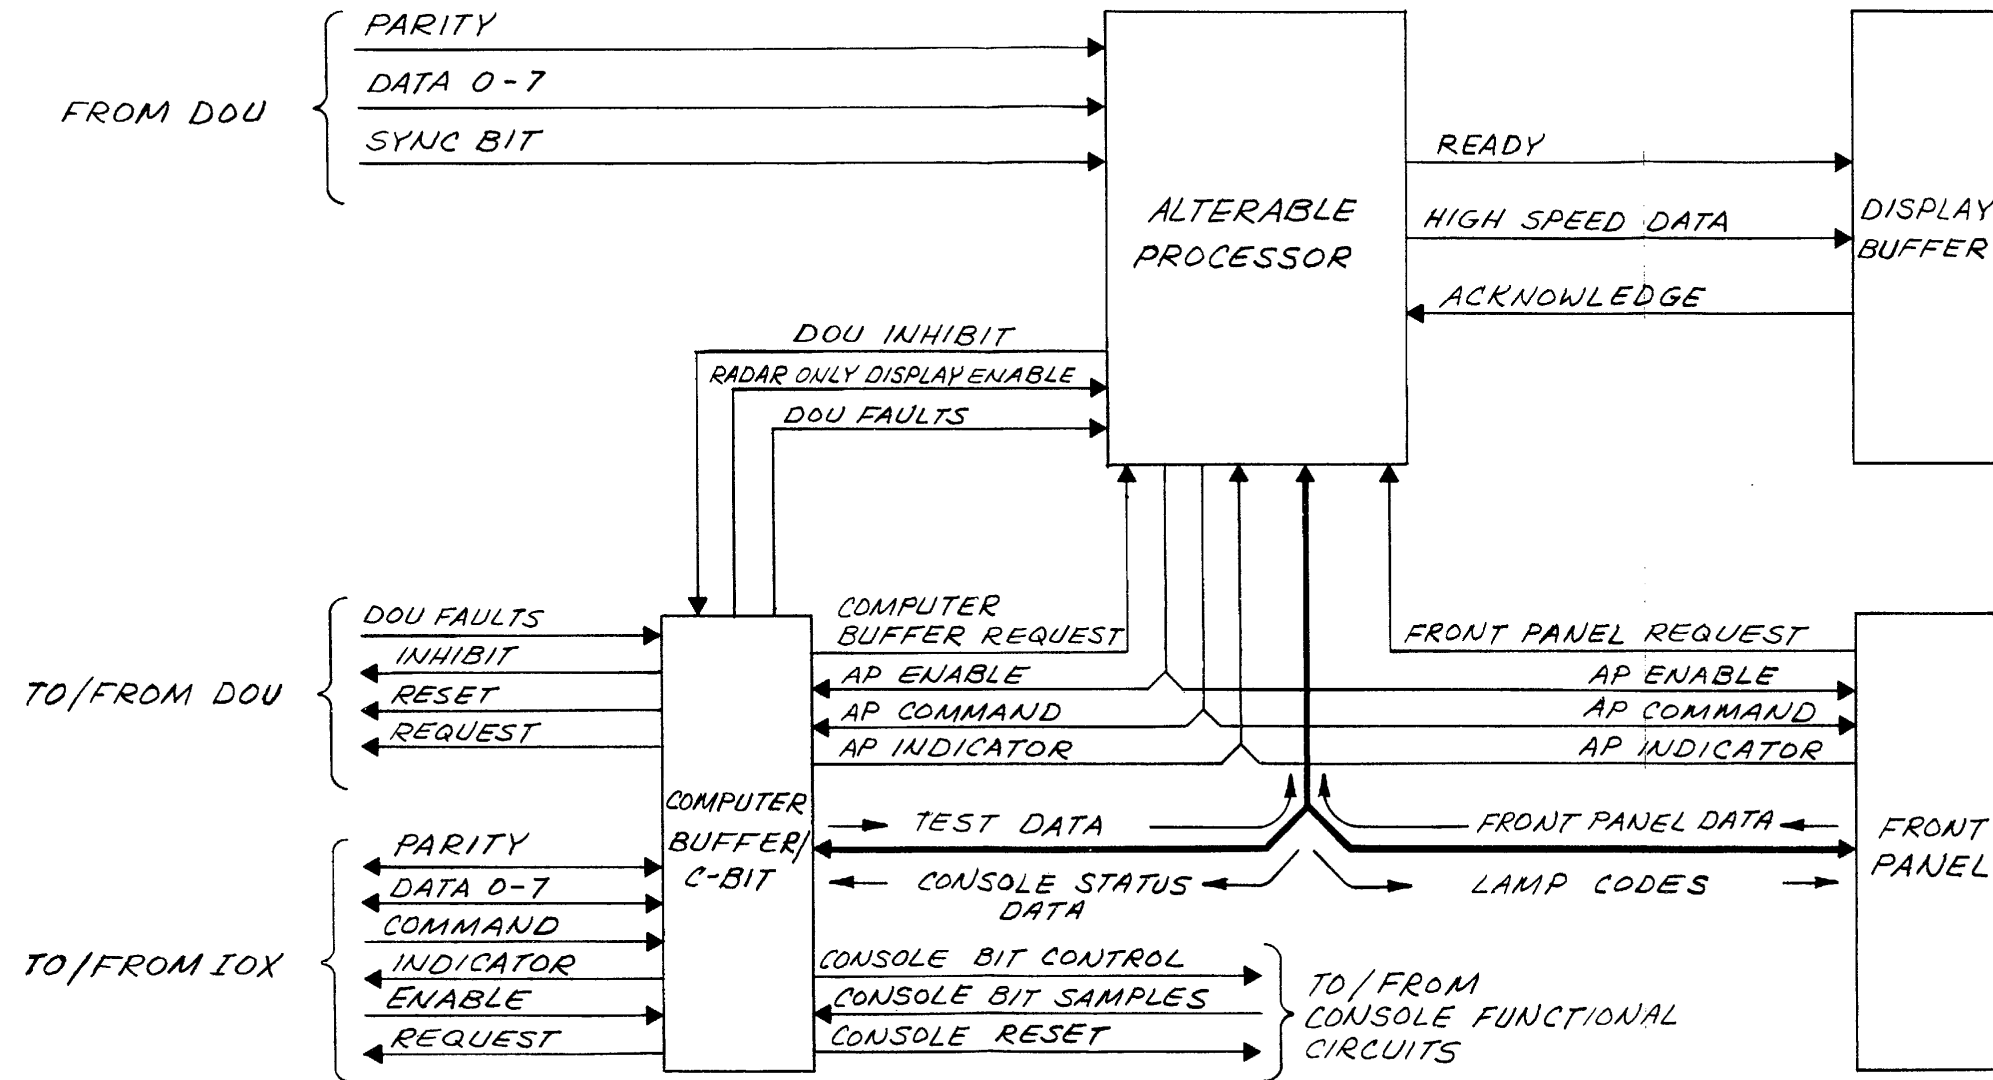 PARITY
DATA 0-7
FROM DOU
SYNC BIT
READY
ALTERABLE
PROCESSOR
HIGH SPEED DATA
DISPLAY
BUFFER
ACKNOWLEDGE
DOU INHIBIT
RADAR ONLY DISPLAY ENABLE
DOU FAULTS
DOU FAULTS
INHIBIT
TO/FROM DOU
RESET
REQUEST
COMPUTER
BUFFER REQUEST
FRONT PANEL REQUEST
AP ENABLE
AP ENABLE
AP COMMAND
AP COMMAND
AP INDICATOR
AP INDICATOR
COMPUTER
BUFFER/
C-BIT
TEST DATA
FRONT PANEL DATA
FRONT
PANEL
CONSOLE STATUS
DATA
LAMP CODES
PARITY
DATA 0-7
COMMAND
TO/FROM IOX
INDICATOR
ENABLE
REQUEST
CONSOLE BIT CONTROL
CONSOLE BIT SAMPLES
CONSOLE RESET
TO/FROM
CONSOLE FUNCTIONAL
CIRCUITS